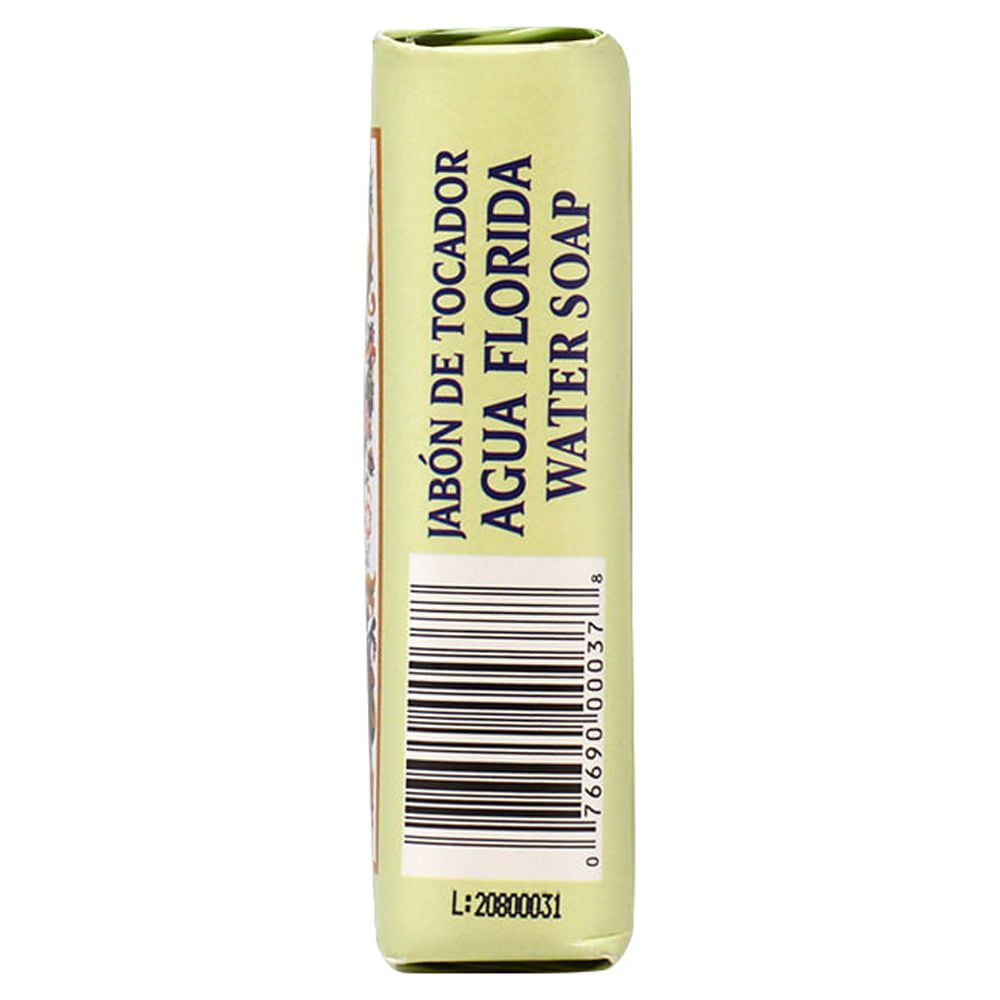 JABÓN DE TOCADOR
AGUA FLORIDA
WATER SOAP
0 76690 00037 8
L:20800031